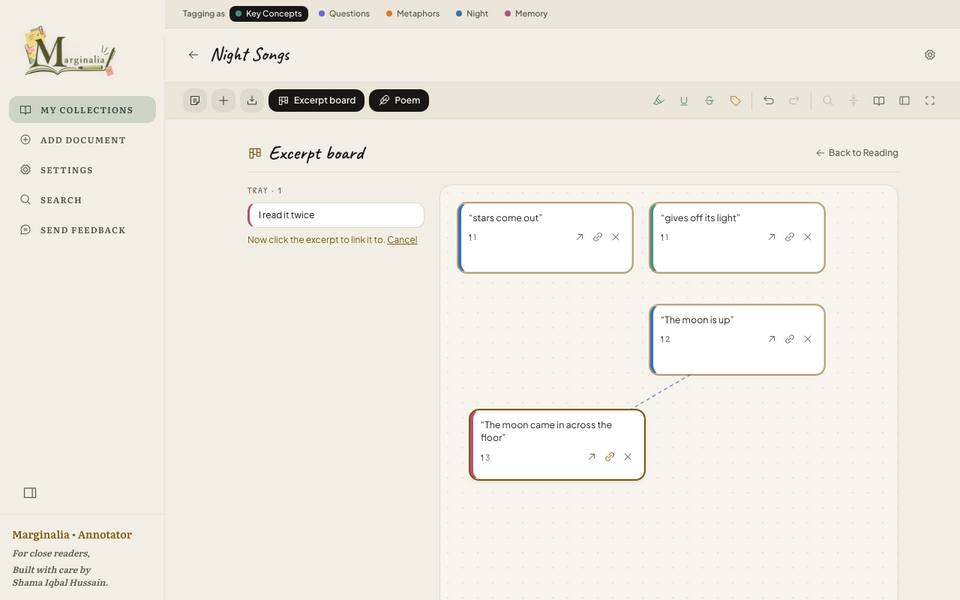 Marginalia
MY COLLECTIONS
ADD DOCUMENT
SETTINGS
SEARCH
SEND FEEDBACK
Marginalia • Annotator
For close readers,
Built with care by
Shama Iqbal Hussain.
Tagging as Key Concepts Questions Metaphors Night Memory
Night Songs
Excerpt board Poem
Excerpt board
← Back to Reading
TRAY · 1
I read it twice
Now click the excerpt to link it to. Cancel
“stars come out”
¶1
“gives off its light”
¶1
“The moon is up”
¶2
“The moon came in across the
floor”
¶3